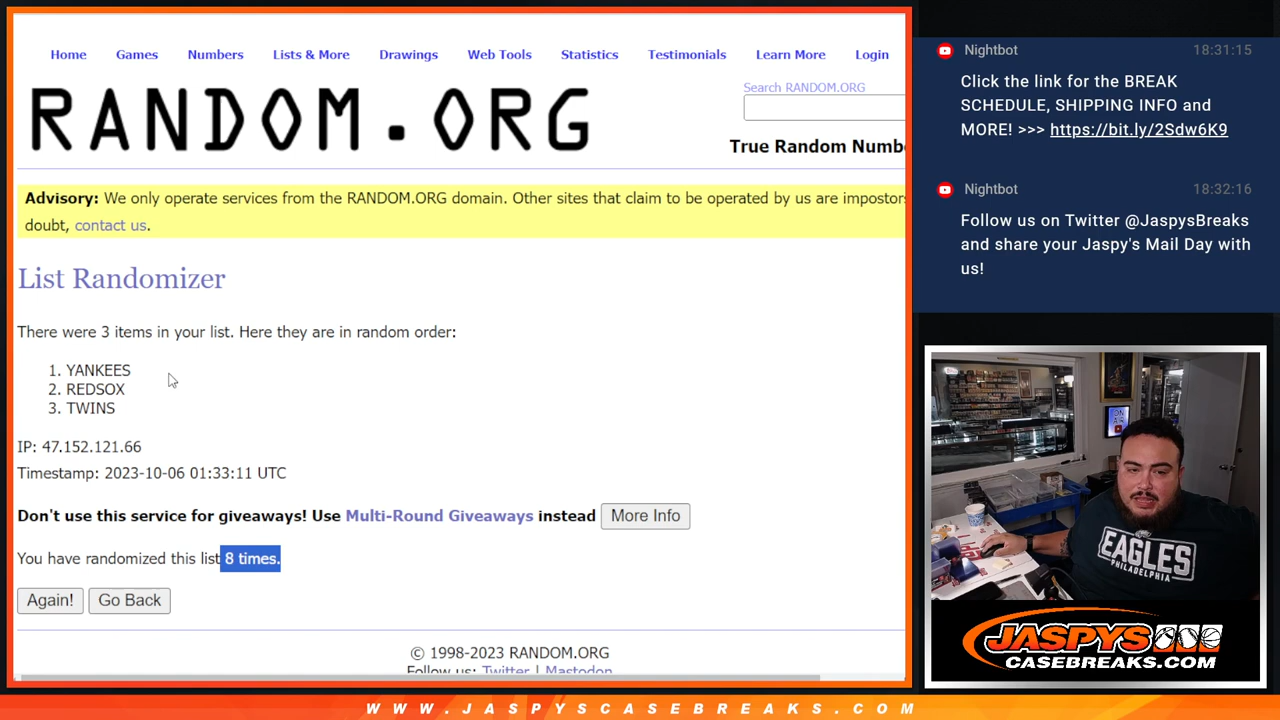 Home Games Numbers Lists & More Drawings Web Tools Statistics Testimonials Learn More Login
RANDOM.ORG
Search RANDOM.ORG
True Random Numb
Advisory: We only operate services from the RANDOM.ORG domain. Other sites that claim to be operated by us are impostors
doubt, contact us.
List Randomizer
There were 3 items in your list. Here they are in random order:
1. YANKEES
2. REDSOX
3. TWINS
IP: 47.152.121.66
Timestamp: 2023-10-06 01:33:11 UTC
Don't use this service for giveaways! Use Multi-Round Giveaways instead More Info
You have randomized this list 8 times.
Again! Go Back
© 1998-2023 RANDOM.ORG
Follow us: Twitter | Mastodon
Nightbot 18:31:15
Click the link for the BREAK
SCHEDULE, SHIPPING INFO and
MORE! >>> https://bit.ly/2Sdw6K9
Nightbot 18:32:16
Follow us on Twitter @JaspysBreaks
and share your Jaspy's Mail Day with
us!
ON
AIR
EAGLES
PHILADELPHIA
JASPYS
CASEBREAKS.COM
WWW.JASPYSCASEBREAKS.COM